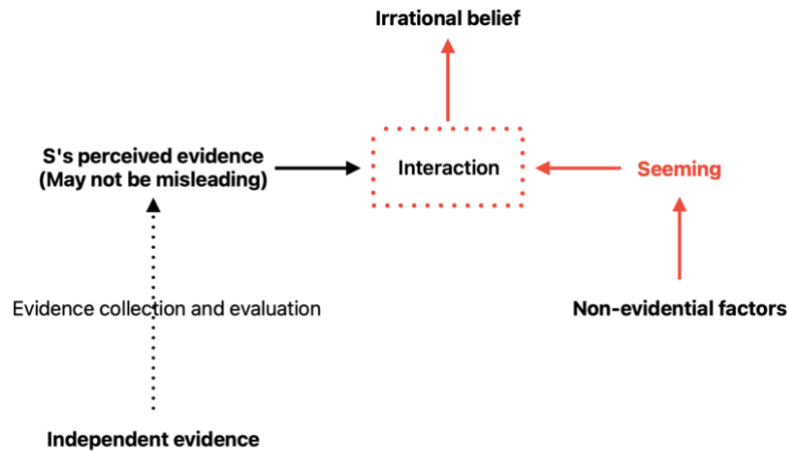 Irrational belief
S's perceived evidence
(May not be misleading)
Interaction
Seeming
Evidence collection and evaluation
Non-evidential factors
Independent evidence